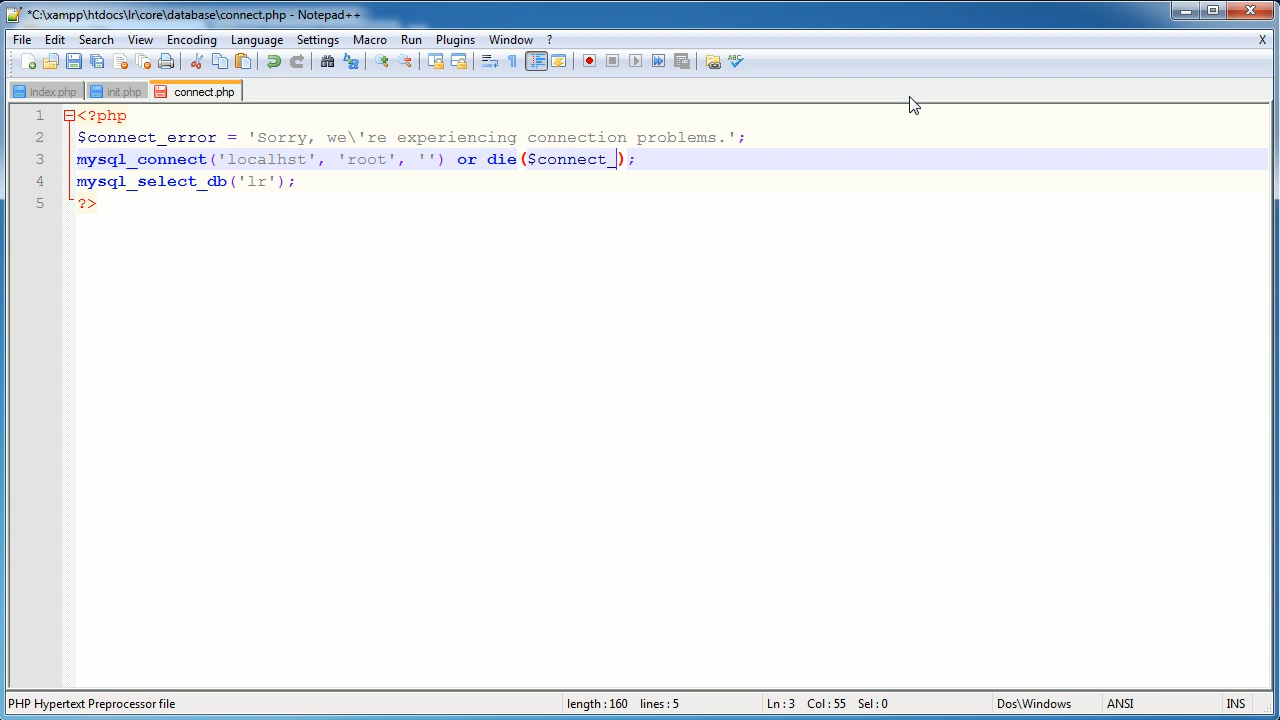 *C:\xampp\htdocs\lr\core\database\connect.php - Notepad++
File Edit Search View Encoding Language Settings Macro Run Plugins Window ? X
index.php init.php connect.php
1 <?php
2 $connect_error = 'Sorry, we\'re experiencing connection problems.';
3 mysql_connect('localhst', 'root', '') or die($connect_);
4 mysql_select_db('lr');
5 ?>
PHP Hypertext Preprocessor file length : 160 lines : 5 Ln : 3 Col : 55 Sel : 0 Dos\Windows ANSI INS